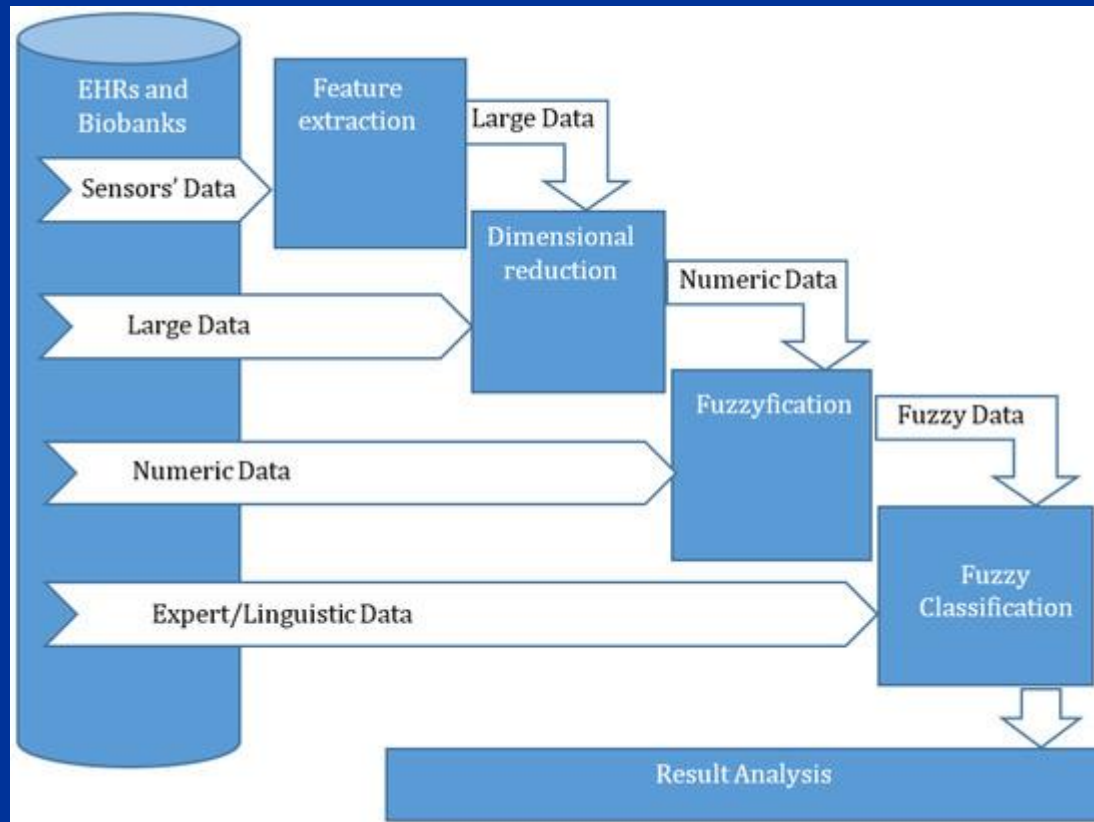 EHRs and
Biobanks
Feature
extraction
Large Data
Sensors’ Data
Dimensional
reduction
Numeric Data
Large Data
Fuzzyfication
Fuzzy Data
Numeric Data
Fuzzy
Classification
Expert/Linguistic Data
Result Analysis